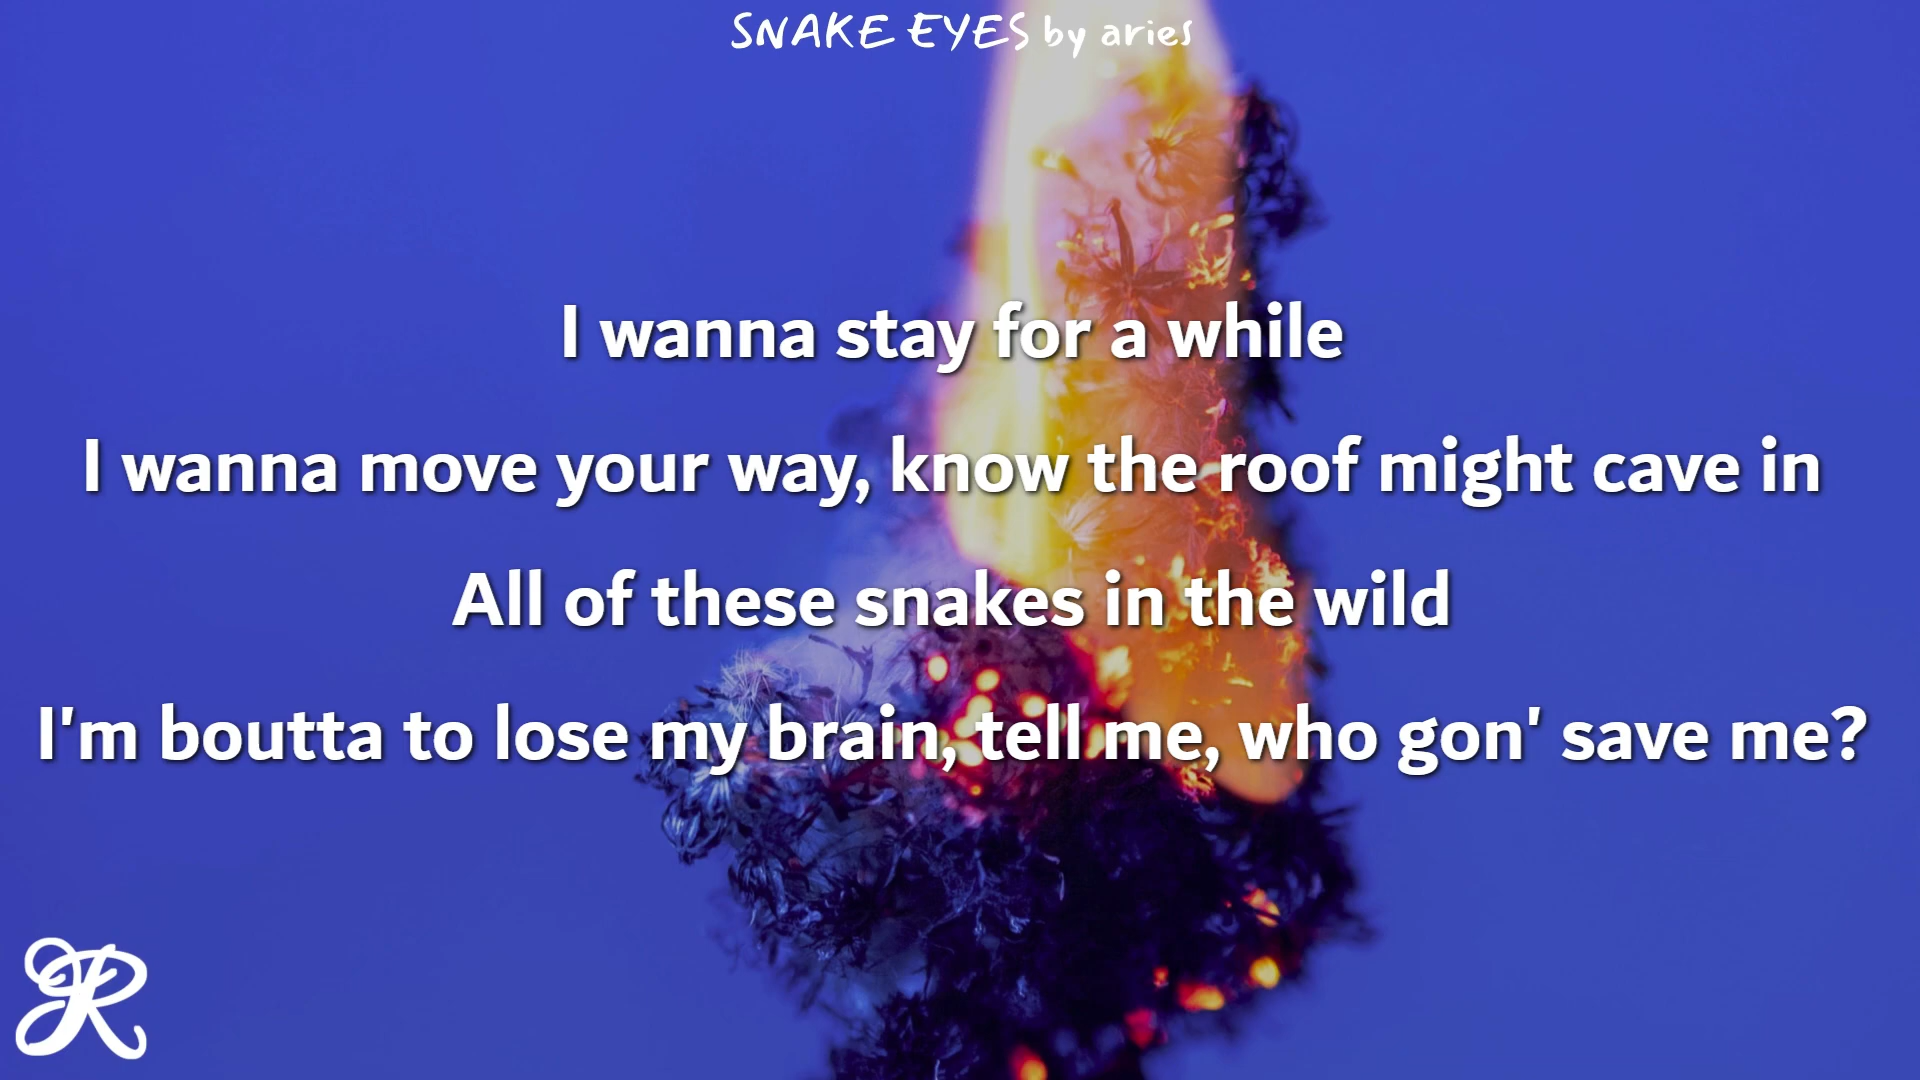 SNAKE EYES by aries
I wanna stay for a while
I wanna move your way, know the roof might cave in
All of these snakes in the wild
I'm boutta to lose my brain, tell me, who gon' save me?
R